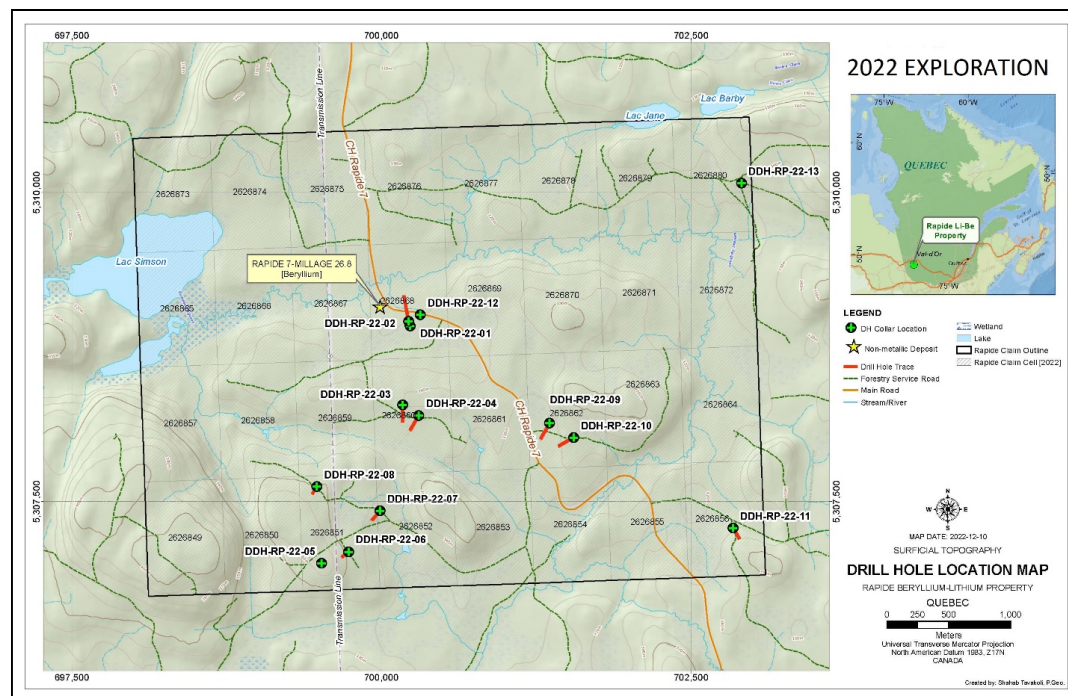 697,500
700,000
702,500
Lac Barby
Lac Jane
Transmission Line
CH Rapide-7
DDH-RP-22-13
5,310,000
5,310,000
2626873
2626874
2626875
2626876
2626877
2626878
2626879
2626880
Lac Simson
RAPIDE 7-MILLAGE 26.8
[Beryllium]
2626865
2626866
2626867
2626868
2626869
2626870
2626871
2626872
DDH-RP-22-12
DDH-RP-22-02
DDH-RP-22-01
DDH-RP-22-03
DDH-RP-22-04
DDH-RP-22-09
DDH-RP-22-10
2626857
2626858
2626859
2626861
2626862
2626863
2626864
CH Rapide-7
DDH-RP-22-08
DDH-RP-22-07
DDH-RP-22-11
5,307,500
5,307,500
2626849
2626850
2626851
2626852
2626853
2626854
2626855
2626856
DDH-RP-22-05
DDH-RP-22-06
Transmission Line
697,500
700,000
702,500
2022 EXPLORATION
75°W
60°W
60°N
50°N
50°N
75°W
QUEBEC
Rapide Li-Be
Property
Val-d'Or
LEGEND
DH Collar Location
Non-metallic Deposit
Drill Hole Trace
Forestry Service Road
Main Road
Stream/River
Wetland
Lake
Rapide Claim Outline
Rapide Claim Cell [2022]
N
W
E
S
MAP DATE: 2022-12-10
SURFICIAL TOPOGRAPHY
DRILL HOLE LOCATION MAP
RAPIDE BERYLLIUM-LITHIUM PROPERTY
QUEBEC
0 250 500 1,000
Meters
Universal Transverse Mercator Projection
North American Datum 1983, Z17N
CANADA
Created by: Shahab Tavakoli, P.Geo.